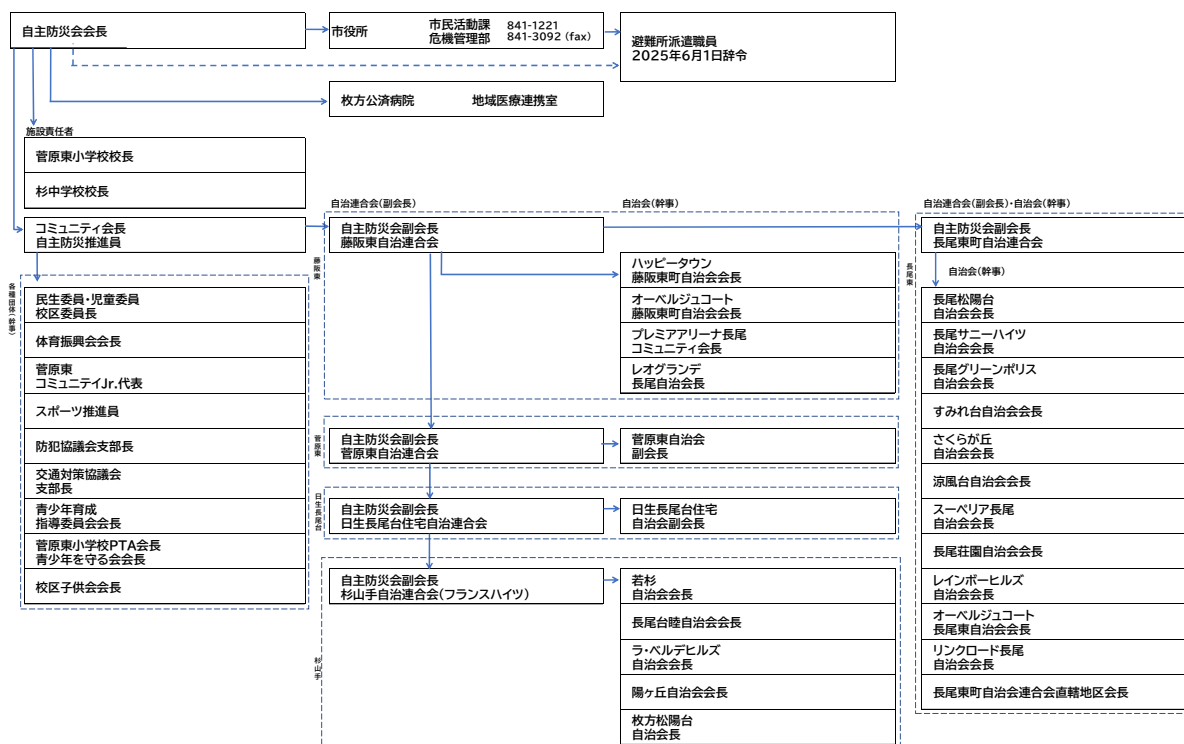 自主防災会会長
市役所
市民活動課 841-1221
危機管理部 841-3092 (fax)
避難所派遣職員
2025年6月1日辞令
枚方公済病院 地域医療連携室
施設責任者
菅原東小学校校長
杉中学校校長
コミュニティ会長
自主防災推進員
各種団体(幹事)
民生委員・児童委員
校区委員長
体育振興会会長
菅原東
コミュニテイJr.代表
スポーツ推進員
防犯協議会支部長
交通対策協議会
支部長
青少年育成
指導委員会会長
菅原東小学校PTA会長
青少年を守る会会長
校区子供会会長
自治連合会(副会長)
自治会(幹事)
藤阪東
自主防災会副会長
藤阪東自治連合会
ハッピータウン
藤阪東町自治会会長
オーベルジュコート
藤阪東町自治会会長
プレミアアリーナ長尾
コミュニティ会長
レオグランデ
長尾自治会長
菅原東
自主防災会副会長
菅原東自治連合会
菅原東自治会
副会長
日生長尾台
自主防災会副会長
日生長尾台住宅自治連合会
日生長尾台住宅
自治会副会長
杉山手
自主防災会副会長
杉山手自治連合会(フランスハイツ)
若杉
自治会会長
長尾台睦自治会会長
ラ・ベルデヒルズ
自治会会長
陽ヶ丘自治会会長
枚方松陽台
自治会長
自治連合会(副会長)・自治会(幹事)
長尾東
自主防災会副会長
長尾東町自治連合会
自治会(幹事)
長尾松陽台
自治会会長
長尾サニーハイツ
自治会会長
長尾グリーンポリス
自治会会長
すみれ台自治会会長
さくらが丘
自治会会長
涼風台自治会会長
スーペリア長尾
自治会会長
長尾荘園自治会会長
レインボーヒルズ
自治会会長
オーベルジュコート
長尾東自治会会長
リンクロード長尾
自治会会長
長尾東町自治会連合会直轄地区会長